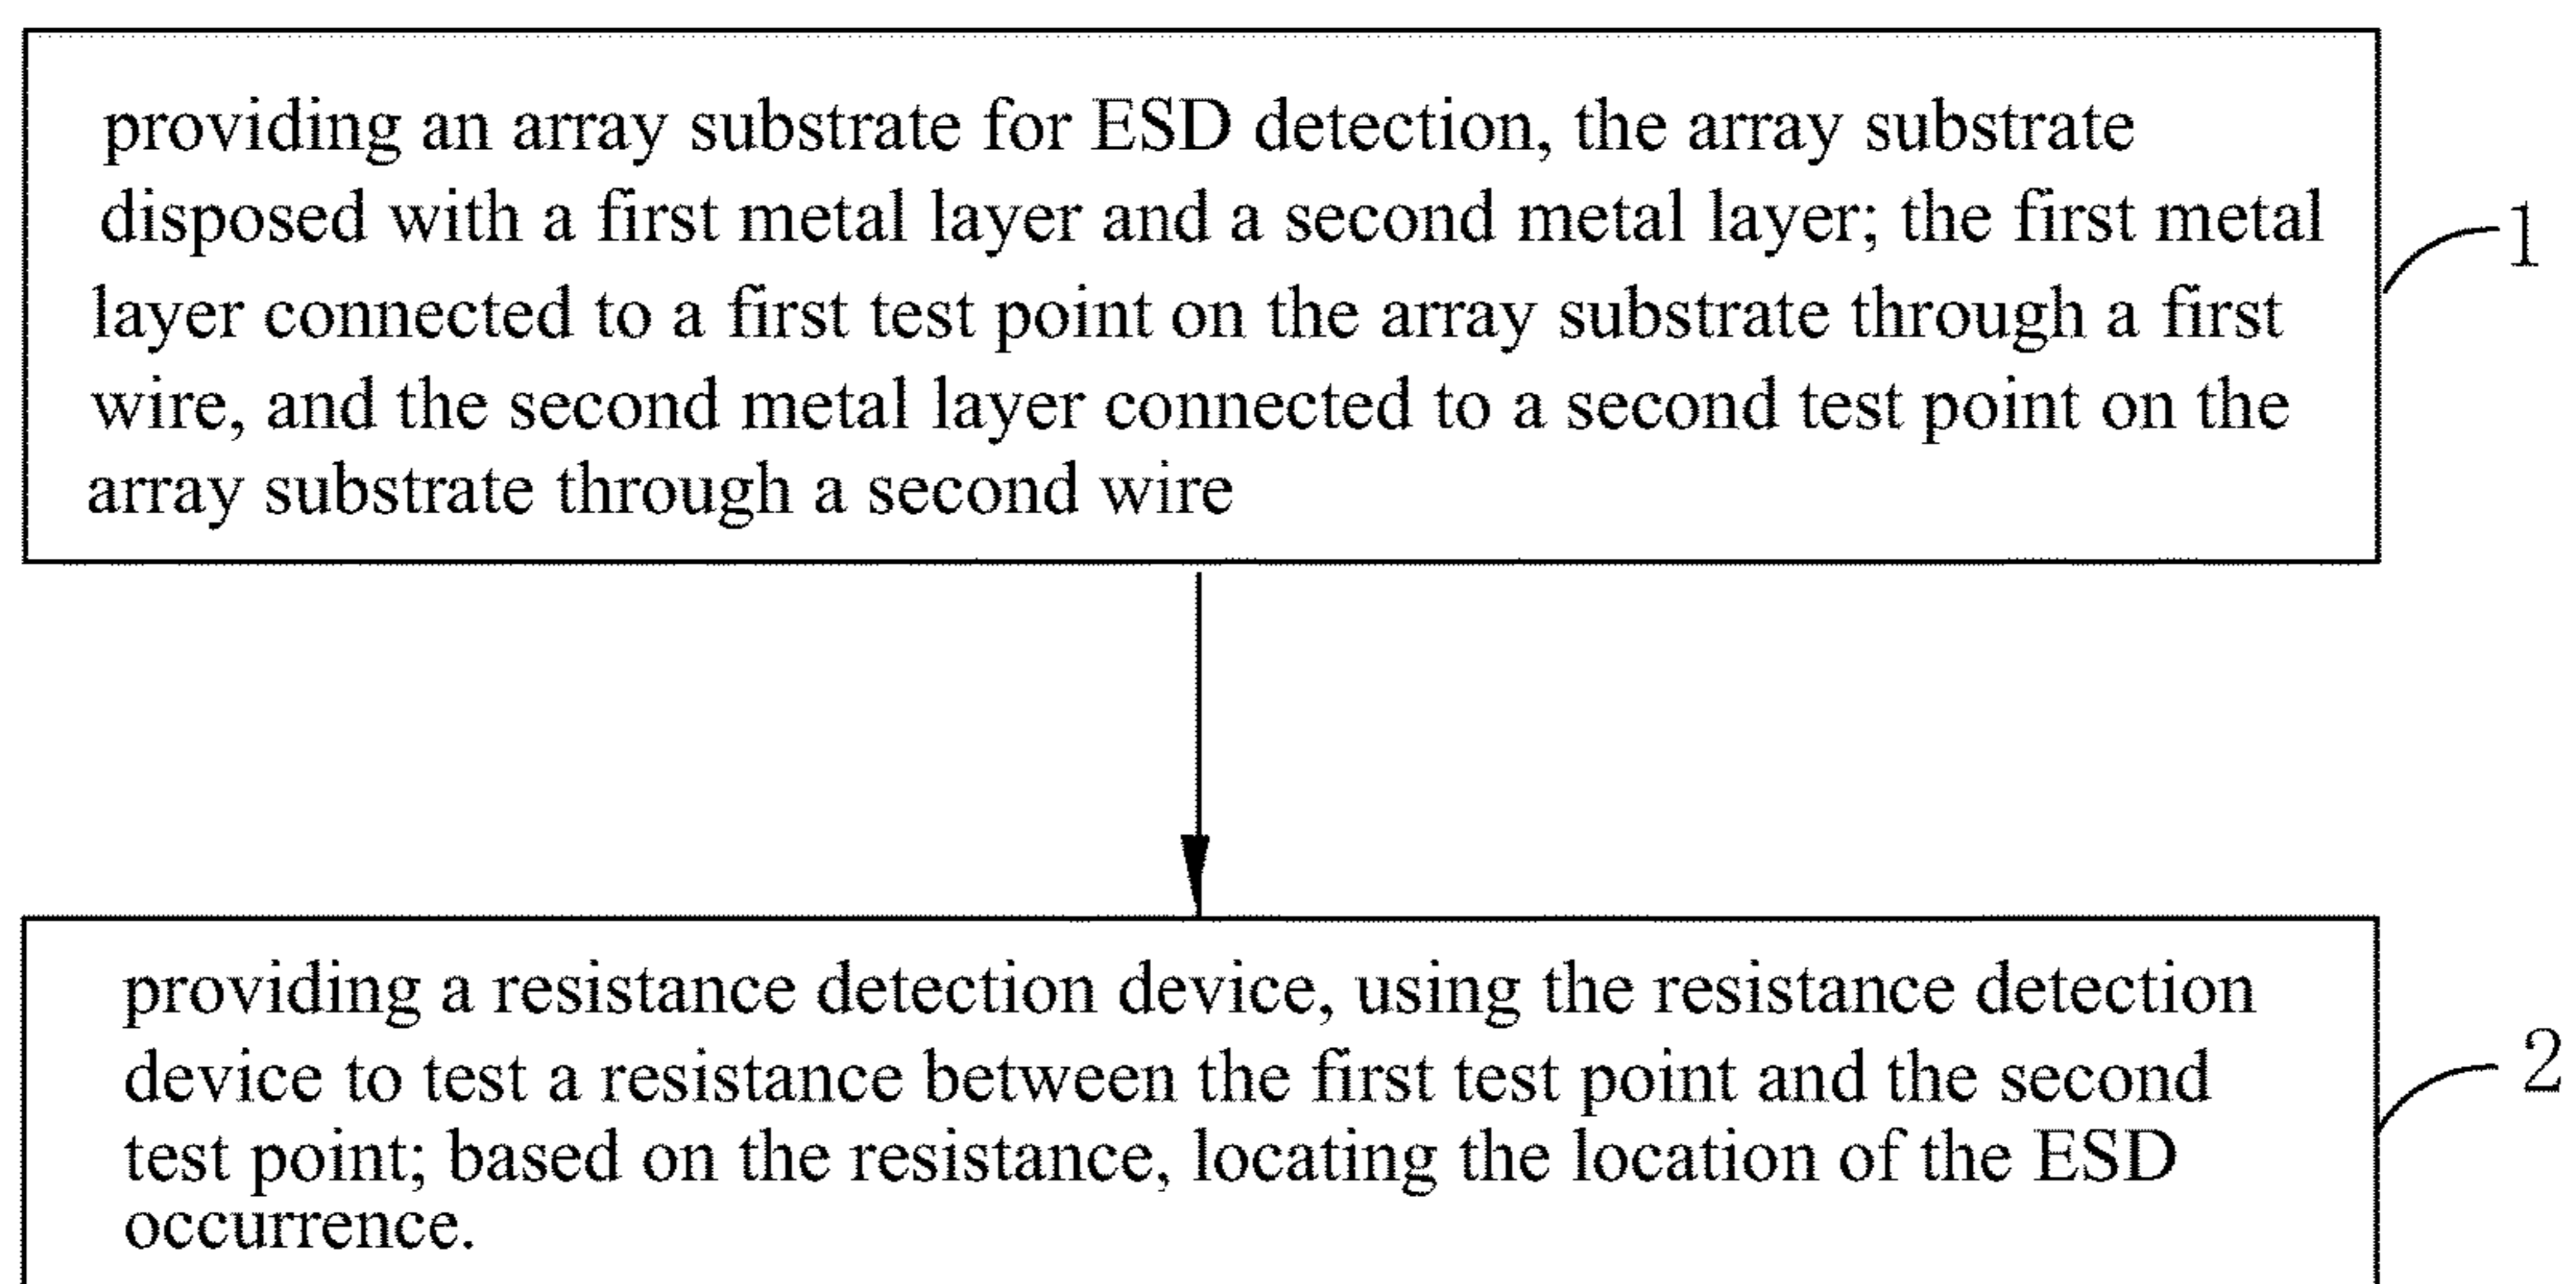 providing an array substrate for ESD detection, the array substrate
disposed with a first metal layer and a second metal layer; the first metal
layer connected to a first test point on the array substrate through a first
wire, and the second metal layer connected to a second test point on the
array substrate through a second wire
1
providing a resistance detection device, using the resistance detection
device to test a resistance between the first test point and the second
test point; based on the resistance, locating the location of the ESD
occurrence.
2